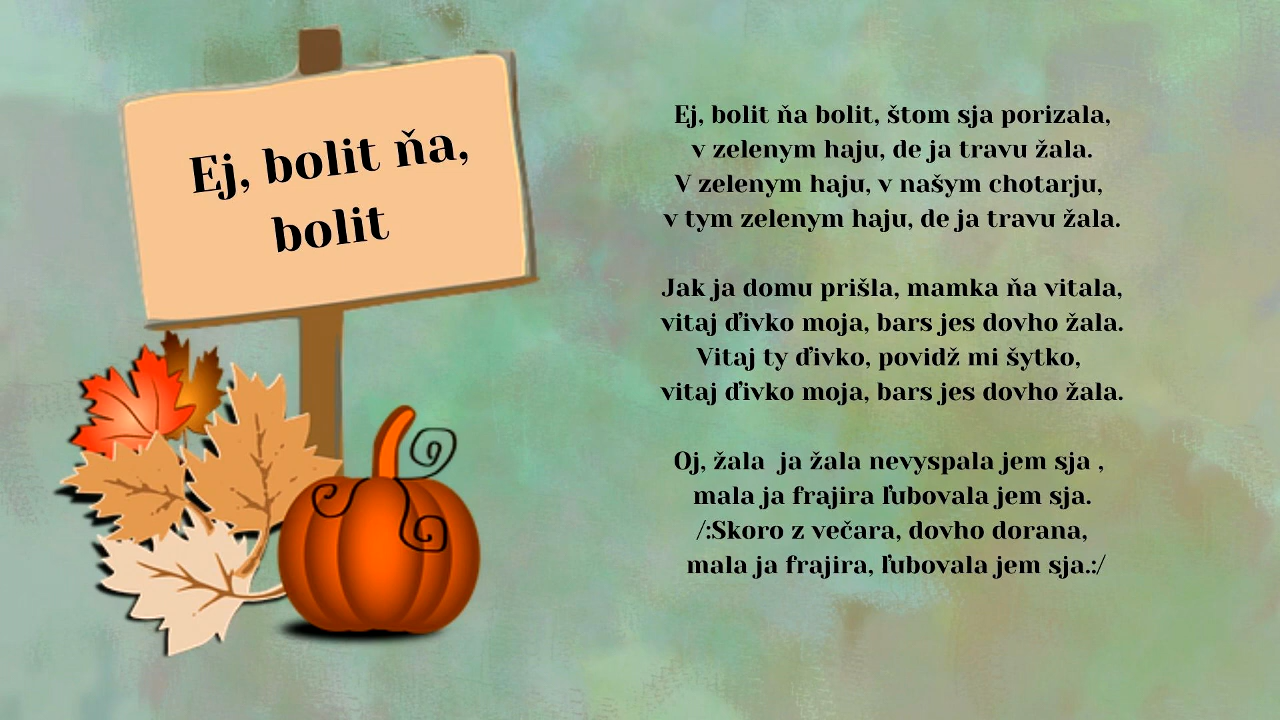 Ej, bolit ňa,
bolit
Ej, bolit ňa bolit, štom sja porizala,
v zelenym haju, de ja travu žala.
V zelenym haju, v našym chotarju,
v tym zelenym haju, de ja travu žala.
Jak ja domu prišla, mamka ňa vitala,
vitaj ďivko moja, bars jes dovho žala.
Vitaj ty ďivko, povidž mi šytko,
vitaj ďivko moja, bars jes dovho žala.
Oj, žala  ja žala nevyspala jem sja ,
mala ja frajira ľubovala jem sja.
/:Skoro z večara, dovho dorana,
mala ja frajira, ľubovala jem sja.:/